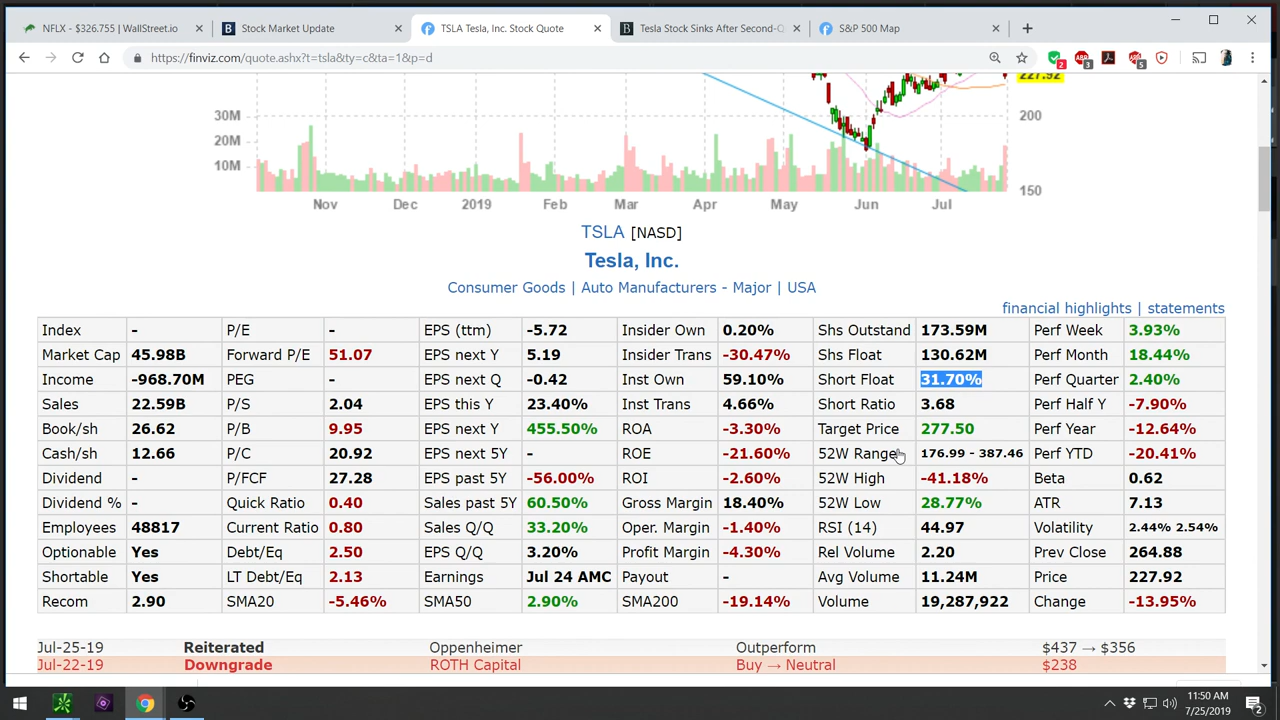 NFLX - $326.755 | WallStreet.io
Stock Market Update
TSLA Tesla, Inc. Stock Quote
Tesla Stock Sinks After Second-Q
S&P 500 Map
https://finviz.com/quote.ashx?t=tsla&ty=c&ta=1&p=d
2
3
5
227.92
30M
20M
10M
200
150
Nov Dec 2019 Feb Mar Apr May Jun Jul
TSLA [NASD]
Tesla, Inc.
Consumer Goods | Auto Manufacturers - Major | USA
financial highlights | statements
Index - P/E - EPS (ttm) -5.72 Insider Own 0.20% Shs Outstand 173.59M Perf Week 3.93%
Market Cap 45.98B Forward P/E 51.07 EPS next Y 5.19 Insider Trans -30.47% Shs Float 130.62M Perf Month 18.44%
Income -968.70M PEG - EPS next Q -0.42 Inst Own 59.10% Short Float 31.70% Perf Quarter 2.40%
Sales 22.59B P/S 2.04 EPS this Y 23.40% Inst Trans 4.66% Short Ratio 3.68 Perf Half Y -7.90%
Book/sh 26.62 P/B 9.95 EPS next Y 455.50% ROA -3.30% Target Price 277.50 Perf Year -12.64%
Cash/sh 12.66 P/C 20.92 EPS next 5Y - ROE -21.60% 52W Range 176.99 - 387.46 Perf YTD -20.41%
Dividend - P/FCF 27.28 EPS past 5Y -56.00% ROI -2.60% 52W High -41.18% Beta 0.62
Dividend % - Quick Ratio 0.40 Sales past 5Y 60.50% Gross Margin 18.40% 52W Low 28.77% ATR 7.13
Employees 48817 Current Ratio 0.80 Sales Q/Q 33.20% Oper. Margin -1.40% RSI (14) 44.97 Volatility 2.44% 2.54%
Optionable Yes Debt/Eq 2.50 EPS Q/Q 3.20% Profit Margin -4.30% Rel Volume 2.20 Prev Close 264.88
Shortable Yes LT Debt/Eq 2.13 Earnings Jul 24 AMC Payout - Avg Volume 11.24M Price 227.92
Recom 2.90 SMA20 -5.46% SMA50 2.90% SMA200 -19.14% Volume 19,287,922 Change -13.95%
Jul-25-19 Reiterated Oppenheimer Outperform $437 → $356
Jul-22-19 Downgrade ROTH Capital Buy → Neutral $238
11:50 AM
7/25/2019
2